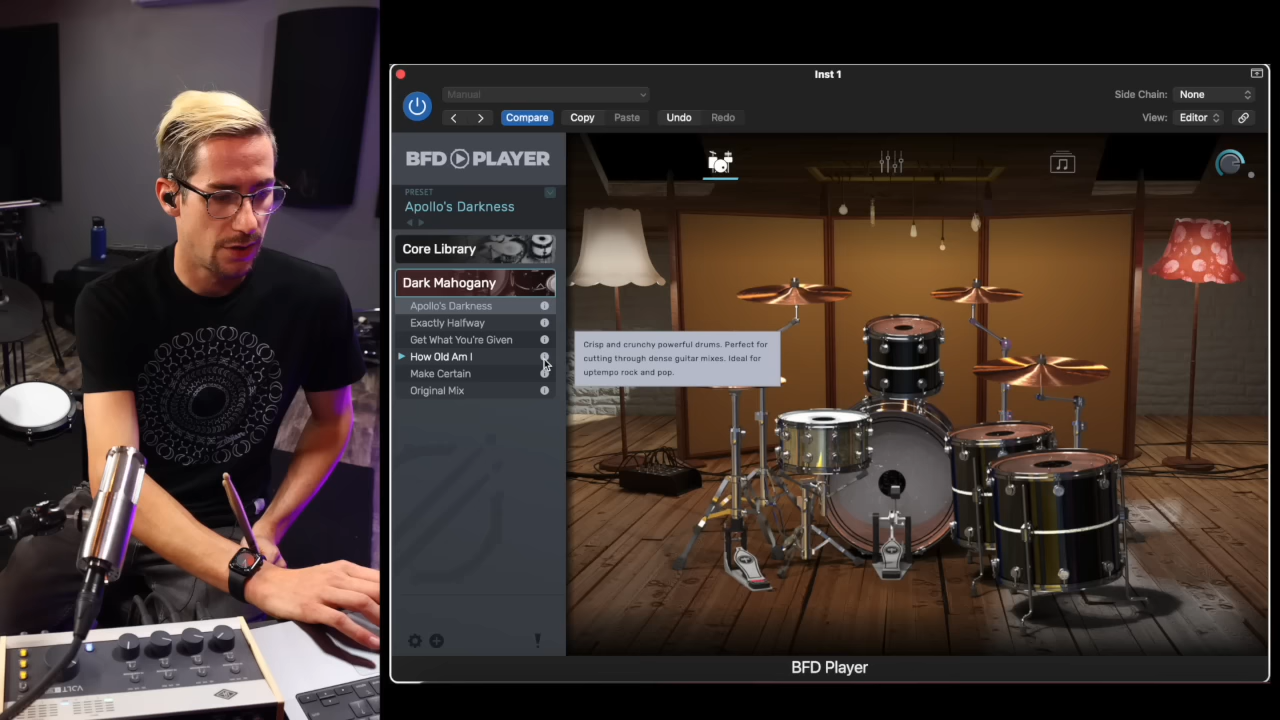 Inst 1
Manual
Side Chain: None
Compare Copy Paste Undo Redo
View: Editor
BFD PLAYER
PRESET
Apollo's Darkness
Core Library
Dark Mahogany
Apollo's Darkness
Exactly Halfway
Get What You're Given
How Old Am I
Make Certain
Original Mix
Crisp and crunchy powerful drums. Perfect for
cutting through dense guitar mixes. Ideal for
uptempo rock and pop.
BFD Player
VOLT